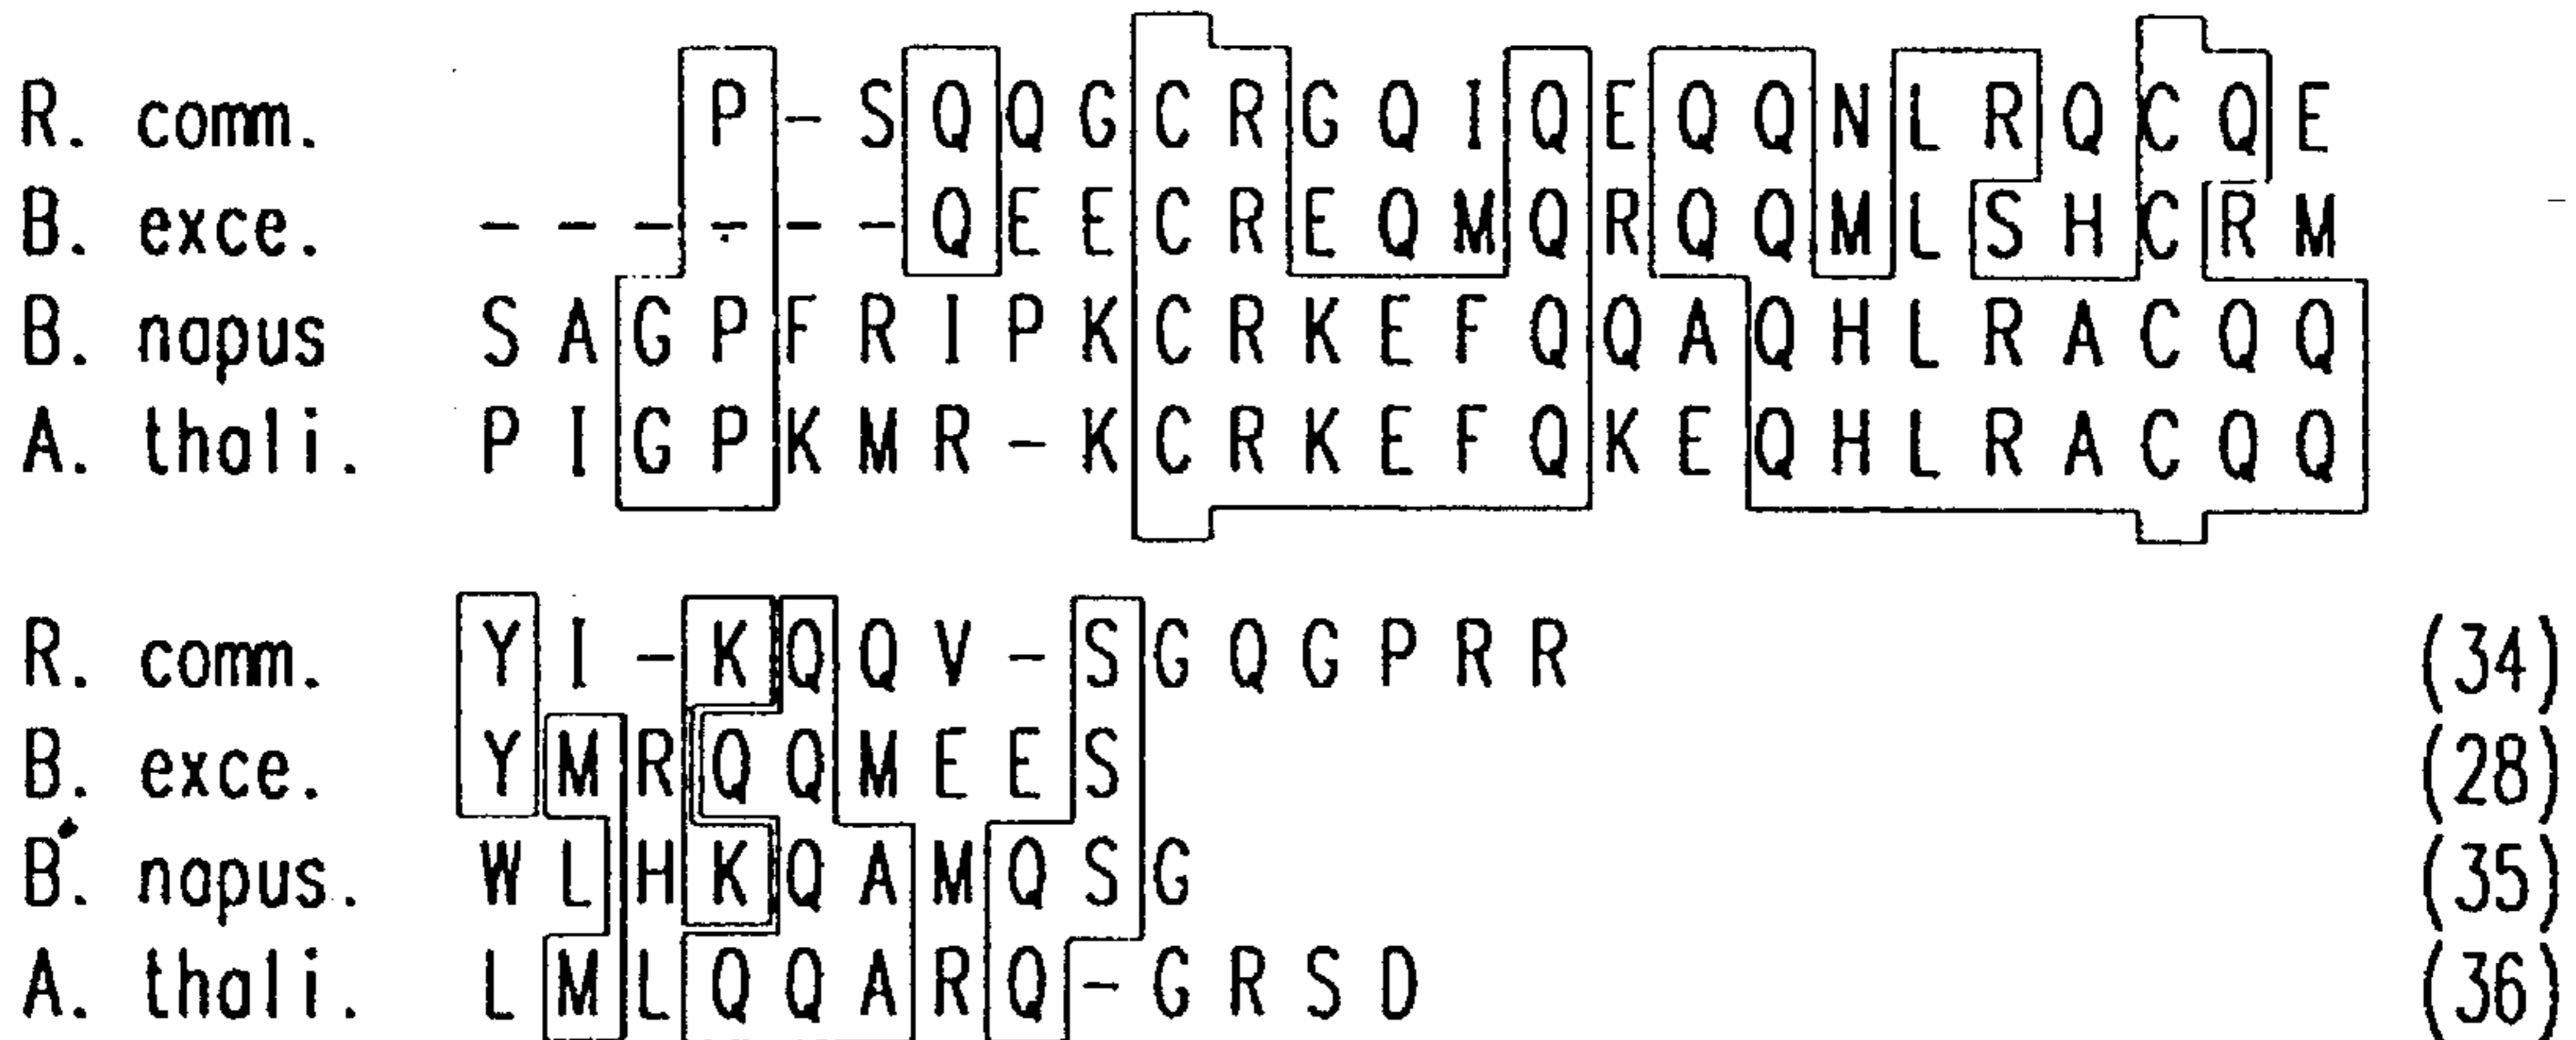 R. comm. P - S Q Q G C R G Q I Q E Q Q N L R Q C Q E
B. exce. - - - - - - Q E E C R E Q M Q R Q Q M L S H C R M
B. napus S A G P F R I P K C R K E F Q Q A Q H L R A C Q Q
A. thali. P I G P K M R - K C R K E F Q K E Q H L R A C Q Q
R. comm. Y I - K Q Q V - S G Q G P R R (34)
B. exce. Y M R Q Q M E E S (28)
B. napus. W L H K Q A M Q S G (35)
A. thali. L M L Q Q A R Q - G R S D (36)